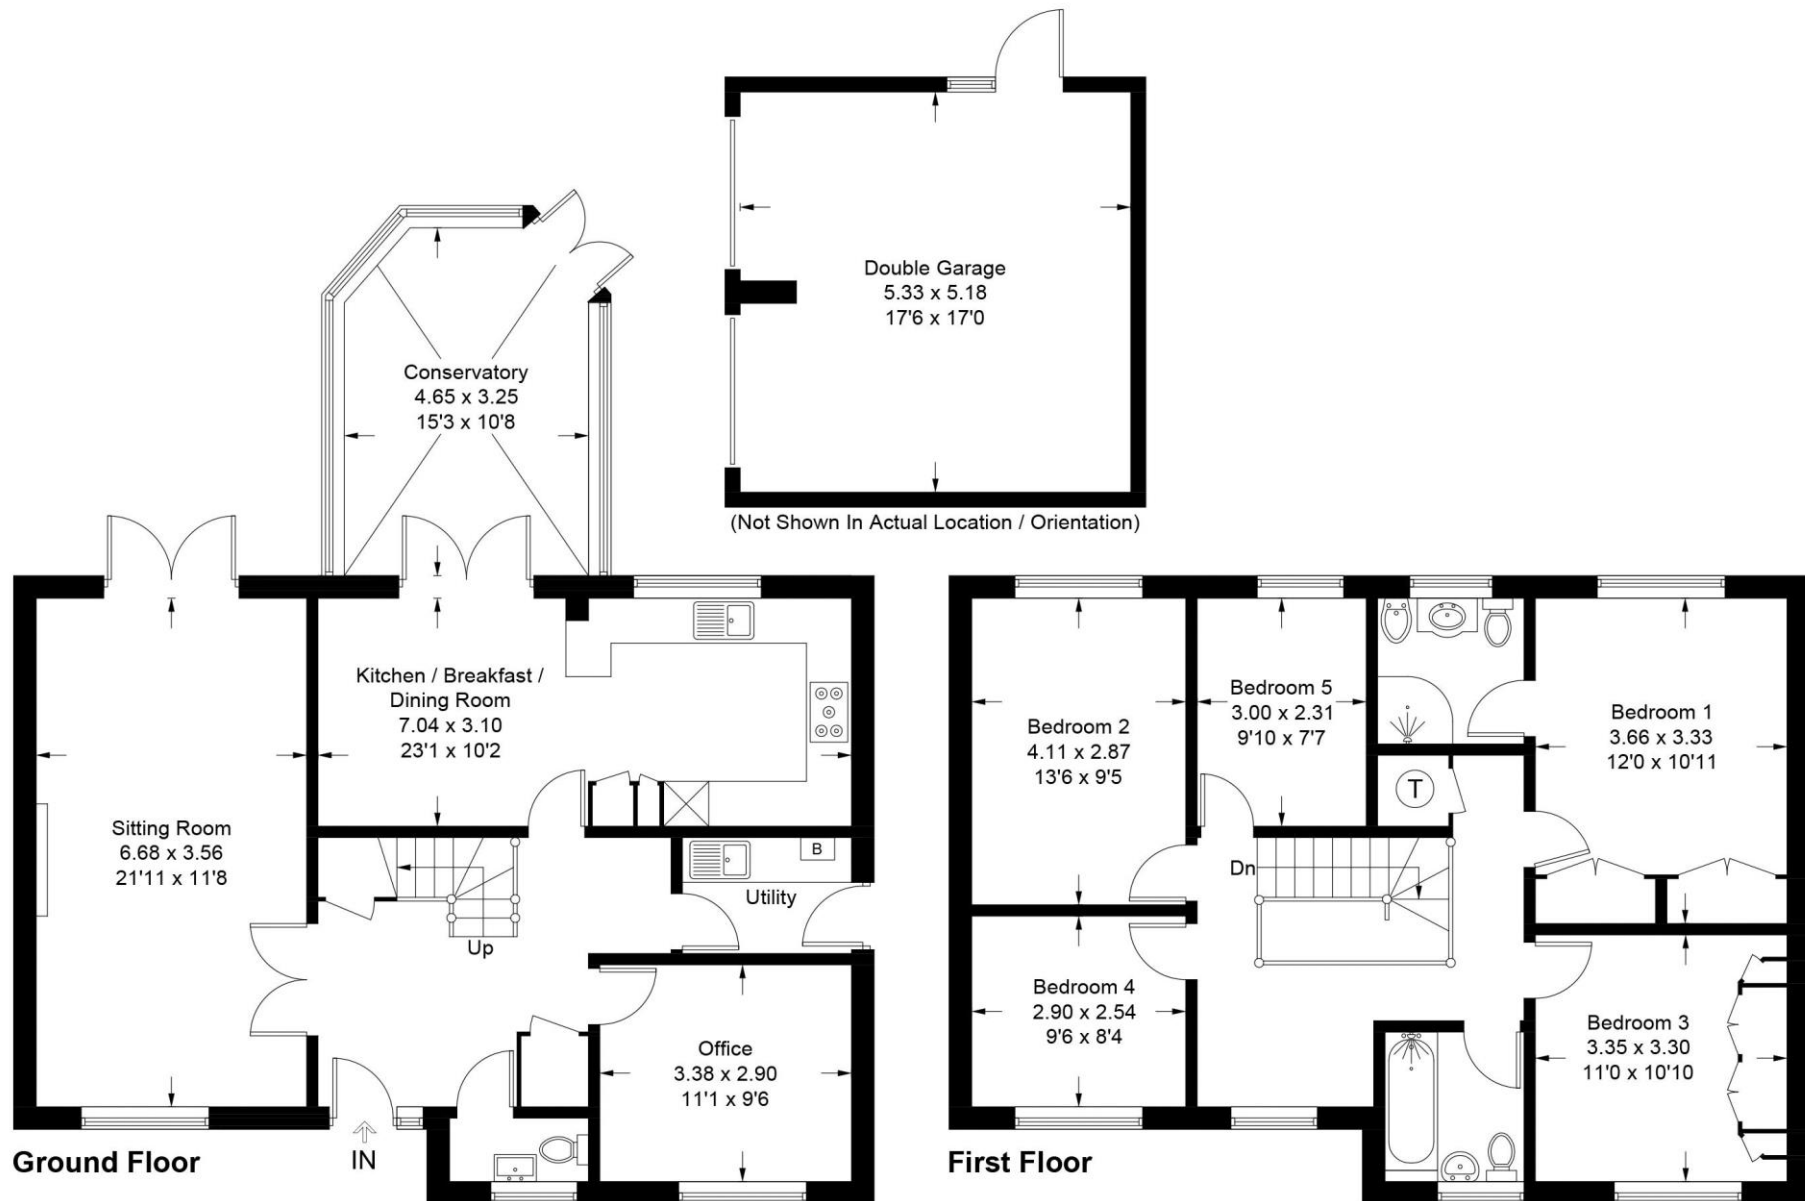 Double Garage
5.33 x 5.18
17'6 x 17'0
(Not Shown In Actual Location / Orientation)
Conservatory
4.65 x 3.25
15'3 x 10'8
Kitchen / Breakfast /
Dining Room
7.04 x 3.10
23'1 x 10'2
Sitting Room
6.68 x 3.56
21'11 x 11'8
B
Utility
Up
Office
3.38 x 2.90
11'1 x 9'6
IN
Ground Floor
Bedroom 2
4.11 x 2.87
13'6 x 9'5
Bedroom 5
3.00 x 2.31
9'10 x 7'7
Bedroom 1
3.66 x 3.33
12'0 x 10'11
T
Dn
Bedroom 4
2.90 x 2.54
9'6 x 8'4
Bedroom 3
3.35 x 3.30
11'0 x 10'10
First Floor